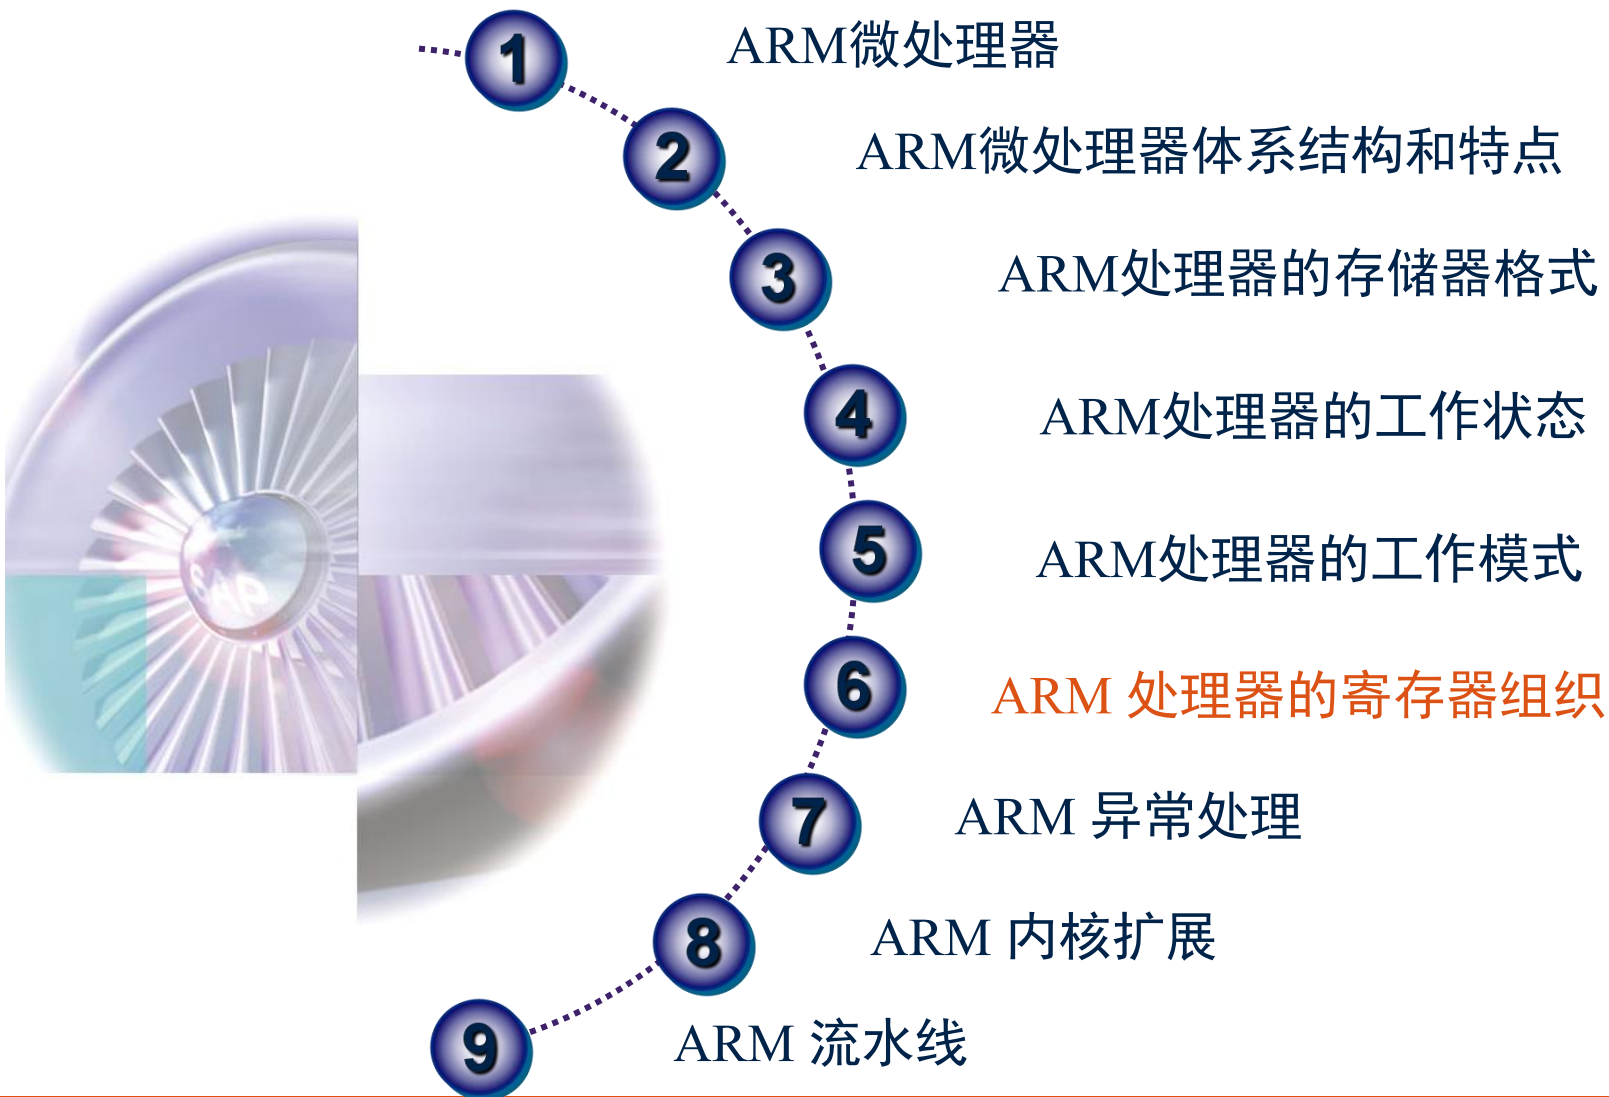 1 ARM微处理器
2 ARM微处理器体系结构和特点
3 ARM处理器的存储器格式
4 ARM处理器的工作状态
5 ARM处理器的工作模式
6 ARM 处理器的寄存器组织
7 ARM 异常处理
8 ARM 内核扩展
9 ARM 流水线
SAP